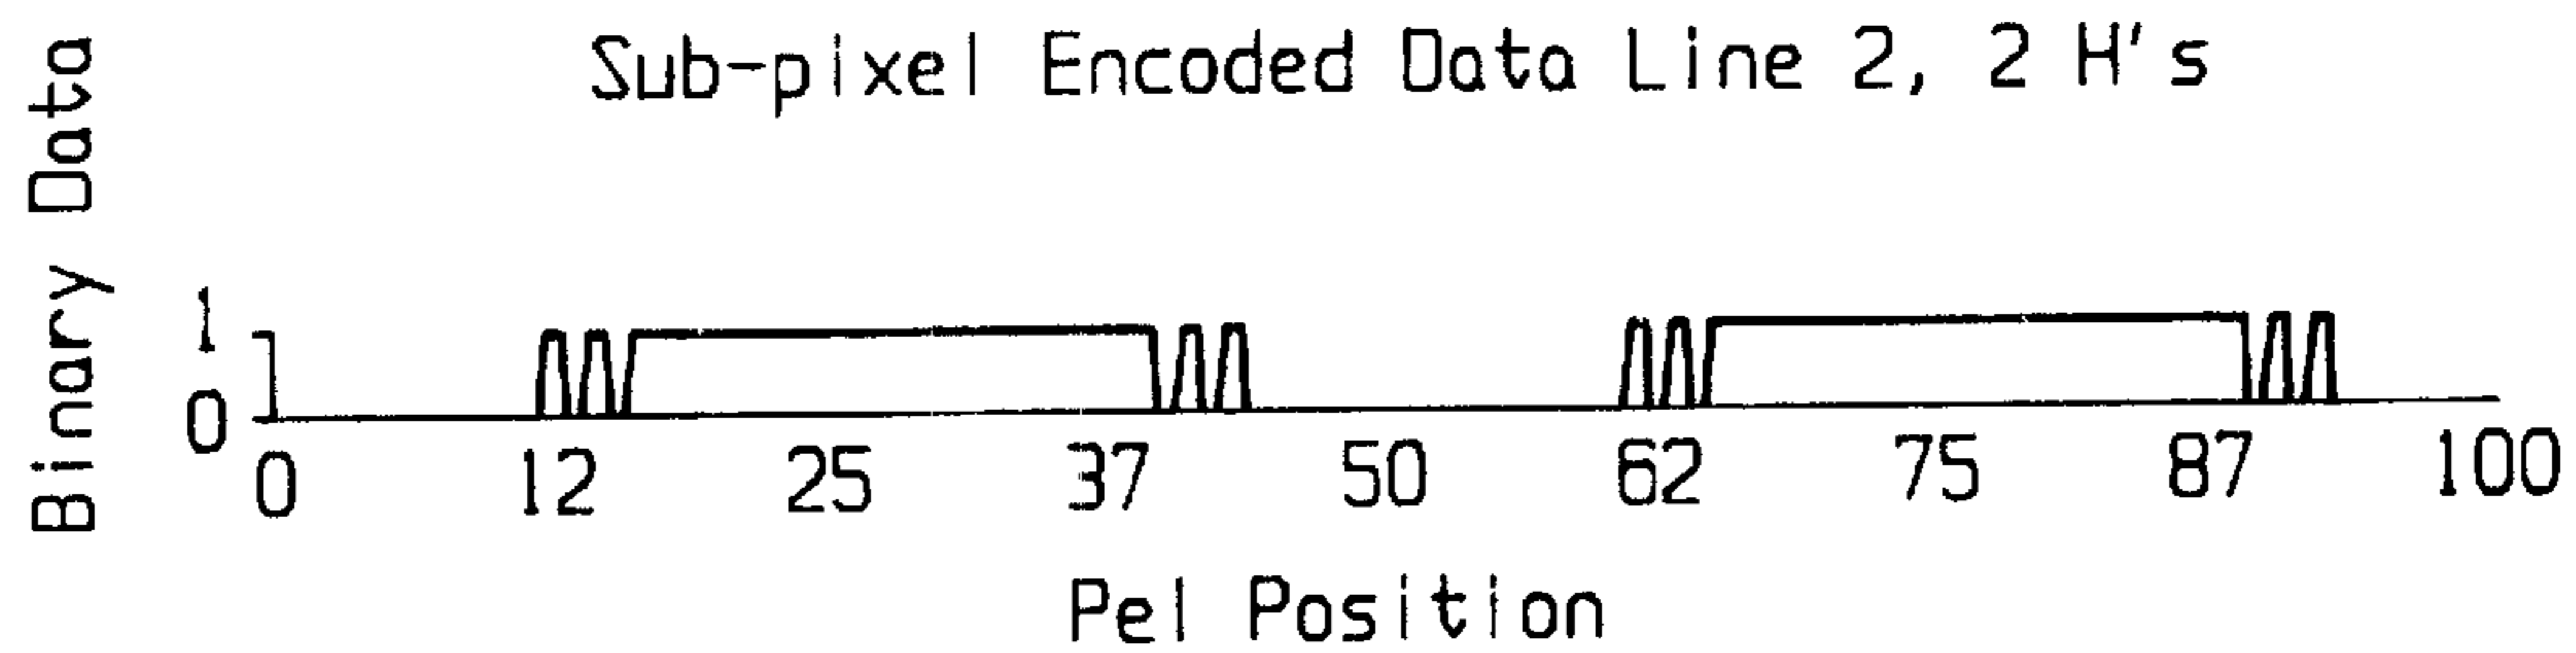 Sub-pixel Encoded Data Line 2, 2 H's
Binary Data
1
0
0 12 25 37 50 62 75 87 100
Pel Position